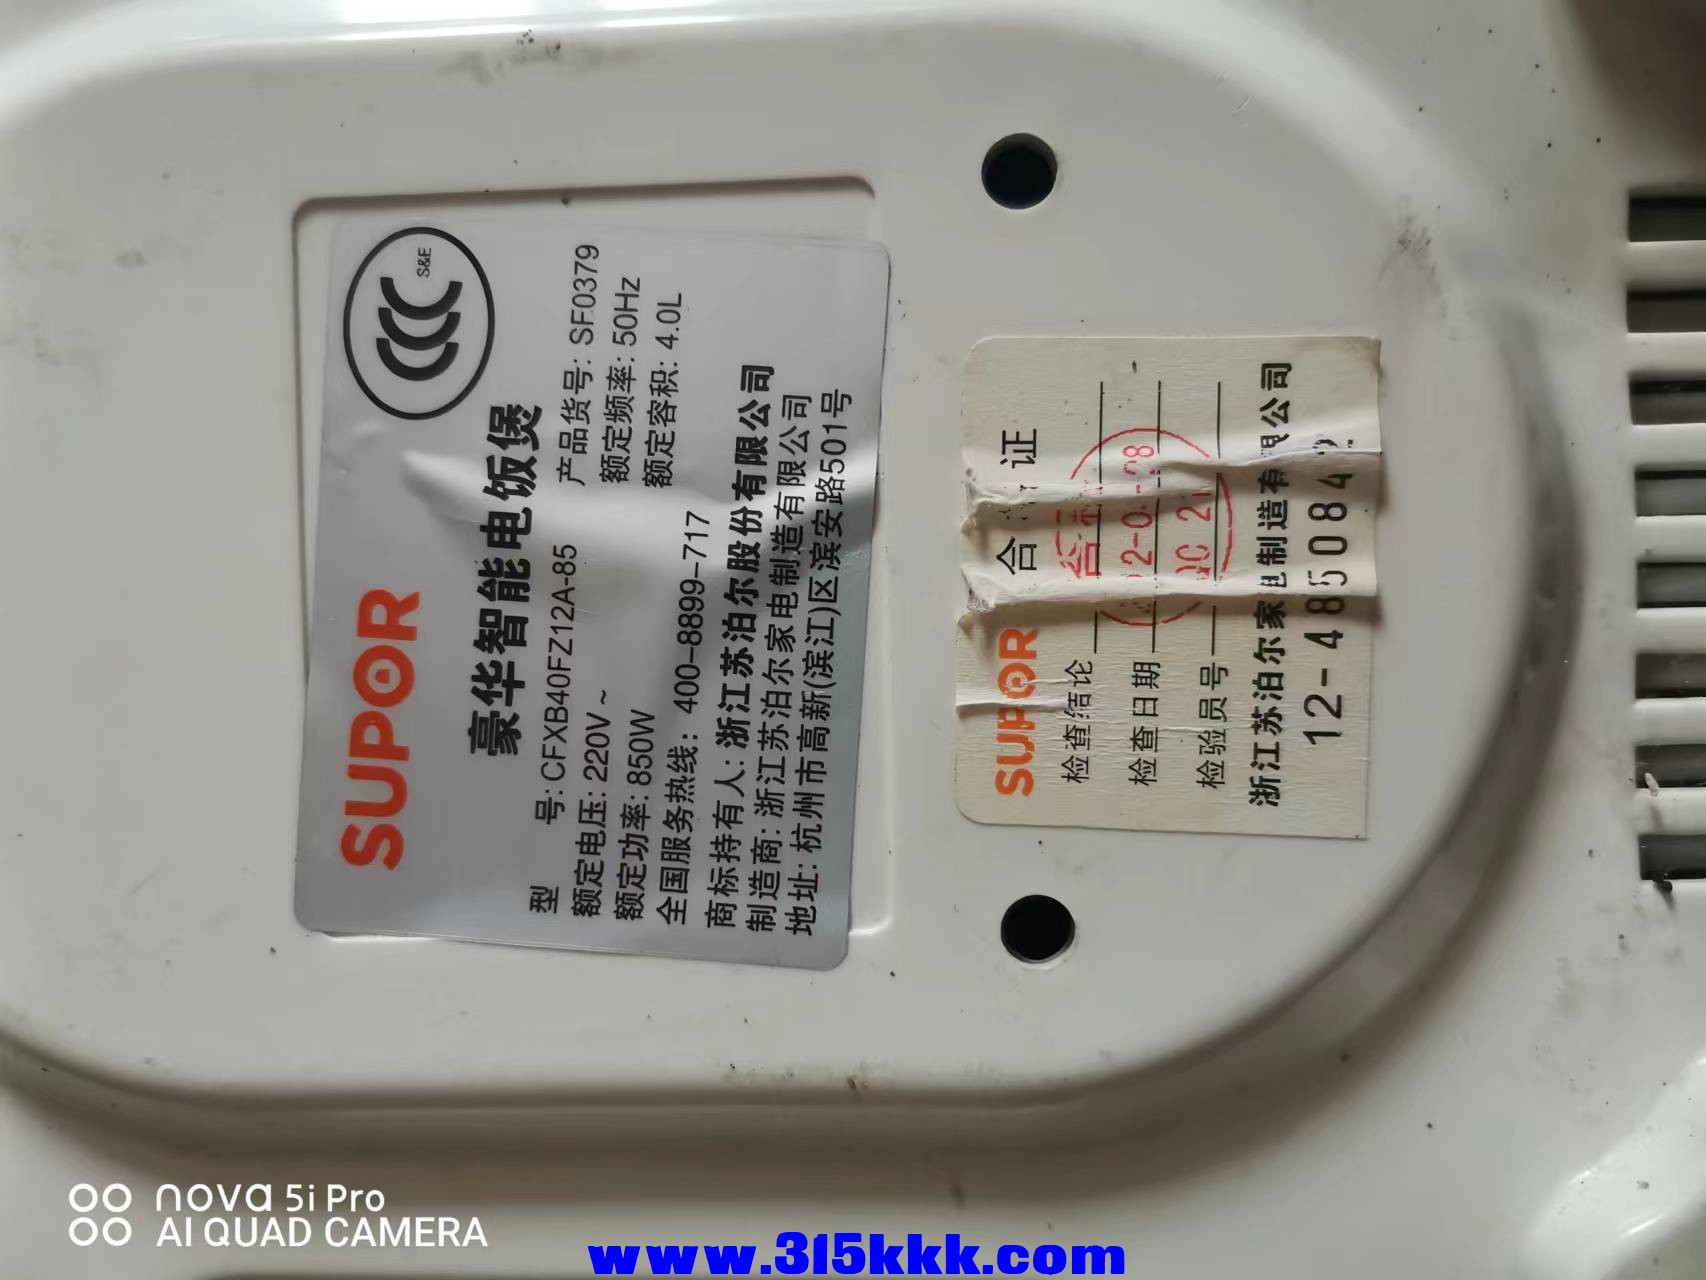 SUPOR
S&E
豪华智能电饭煲
型 号: CFXB40FZ12A-85 产品货号: SF0379
额定电压: 220V ~ 额定频率: 50Hz
额定功率: 850W 额定容积: 4.0L
全国服务热线: 400-8899-717
商标持有人: 浙江苏泊尔股份有限公司
制造商: 浙江苏泊尔家电制造有限公司
地址: 杭州市高新(滨江)区滨安路501号
SUPOR 合 证
检查结论
检查日期
检验员号
浙江苏泊尔家电制造有限公司
12-485084
nova 5i Pro
AI QUAD CAMERA
www.315kkk.com